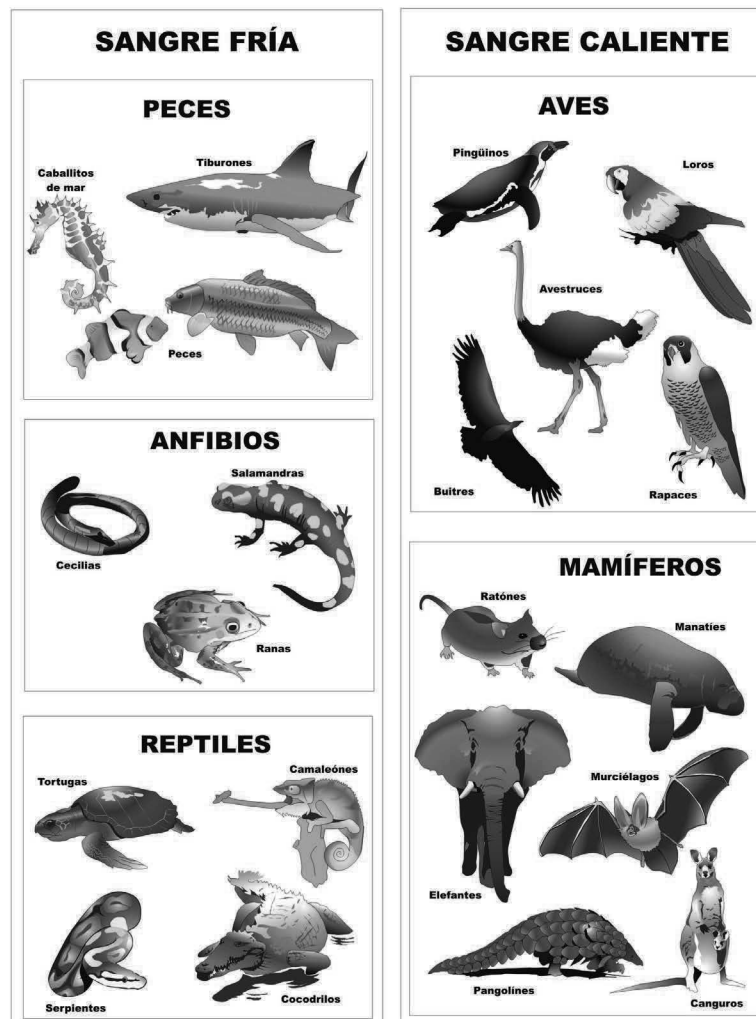 SANGRE FRÍA
PECES
Caballitos
de mar
Tiburones
Peces
ANFIBIOS
Salamandras
Cecilias
Ranas
REPTILES
Tortugas
Camaleónes
Serpientes
Cocodrilos
SANGRE CALIENTE
AVES
Pingüinos
Loros
Avestruces
Buitres
Rapaces
MAMÍFEROS
Ratónes
Manatíes
Murciélagos
Elefantes
Pangolínes
Canguros